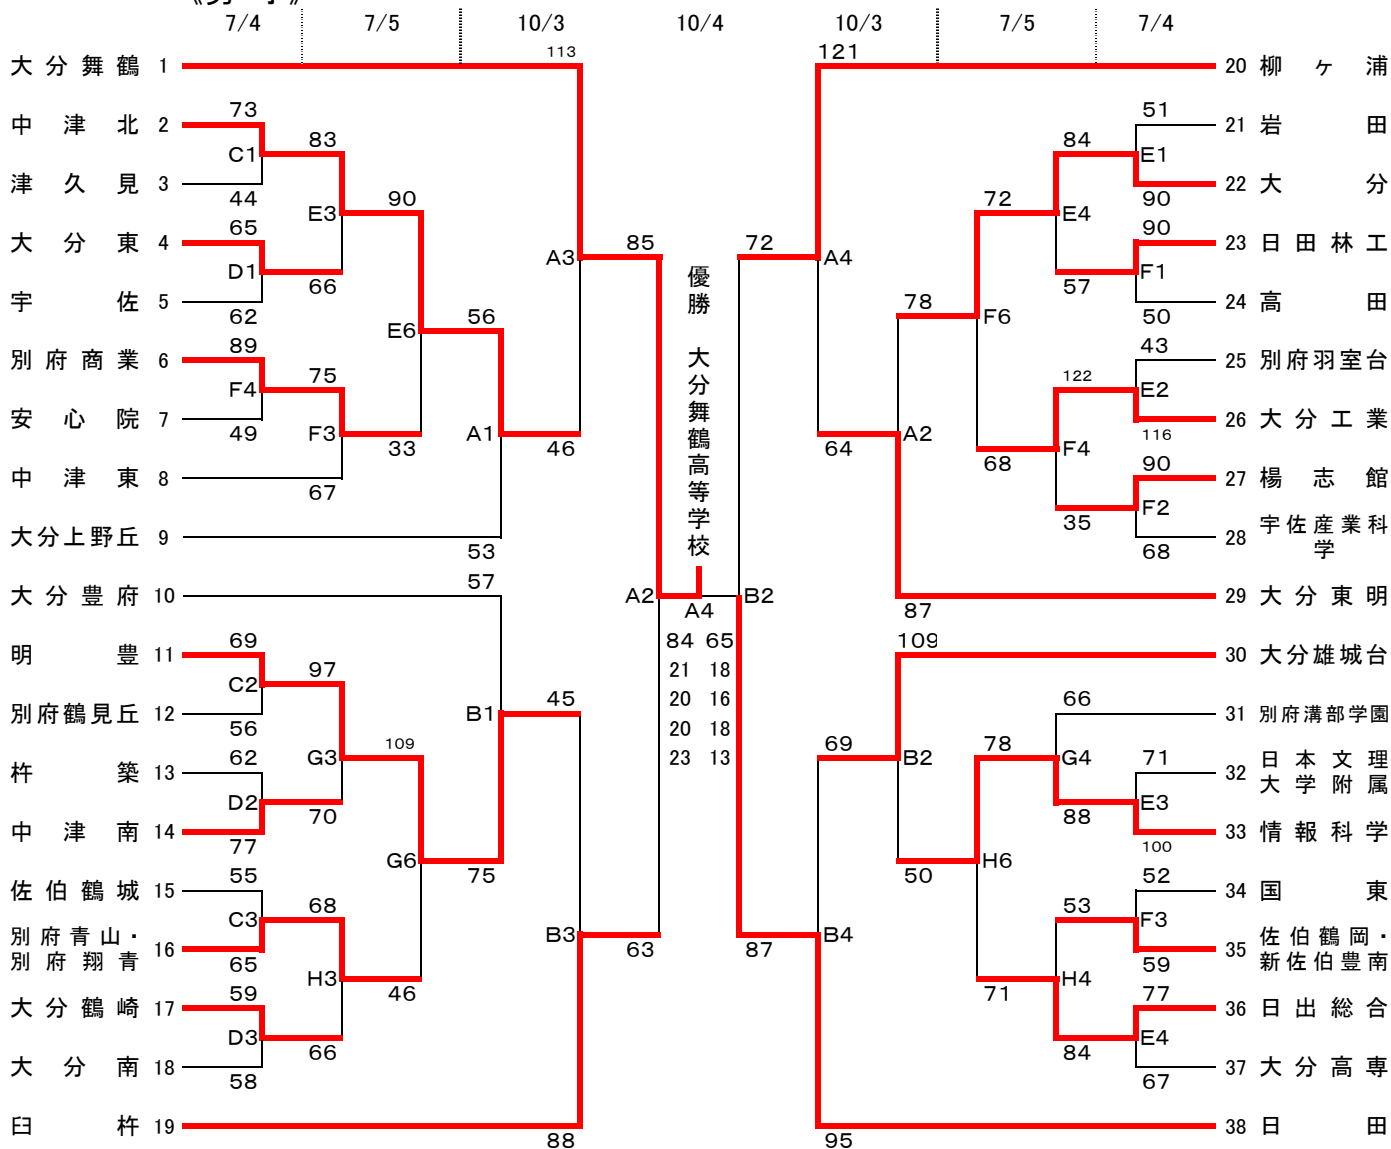 7/4 7/5 10/3 10/4 10/3 7/5 7/4
113 121
大分舞鶴 1 20 柳ヶ浦
73 51
中津北 2 83 84 21 岩田
C1 E1
津久見 3 22 大分
44 90 72 90
65 E3 E4 90
大分東 4 85 72 23 日田林工
D1 A3 A4 F1
66 57
宇佐 5 78 24 高田
62 56 50
89 E6 F6 43
別府商業 6 75 122 25 別府羽室台
F4 E2
安心院 7 26 大分工業
49 F3 A1 A2 116
33 46 64 68 F4 90
中津東 8 27 楊志館
67 F2
35
大分上野丘 9 28 宇佐産業科学
53 68
57
大分豊府 10 A2 B2 29 大分東明
優勝 大分舞鶴高等学校
A4 87
84 65
21 18
20 16
20 18
23 13
69 109
明豊 11 97 30 大分雄城台
C2 45 66
別府鶴見丘 12 B1 31 別府溝部学園
56 109 69 78
62 G3 B2 G4 71
杵築 13 32 日本文理大学附属
D2 E3
70 88
中津南 14 33 情報科学
77 G6 H6 100
55 75 50 52
佐伯鶴城 15 68 53 34 国東
C3 F3
別府青山・別府翔青 16 B3 B4 35 佐伯鶴岡・新佐伯豊南
65 63 87 59
H3 H4
59 46 71 77
大分鶴崎 17 36 日出総合
D3 E4
66 84
大分南 18 37 大分高専
58 67
臼杵 19 38 日田
88 95